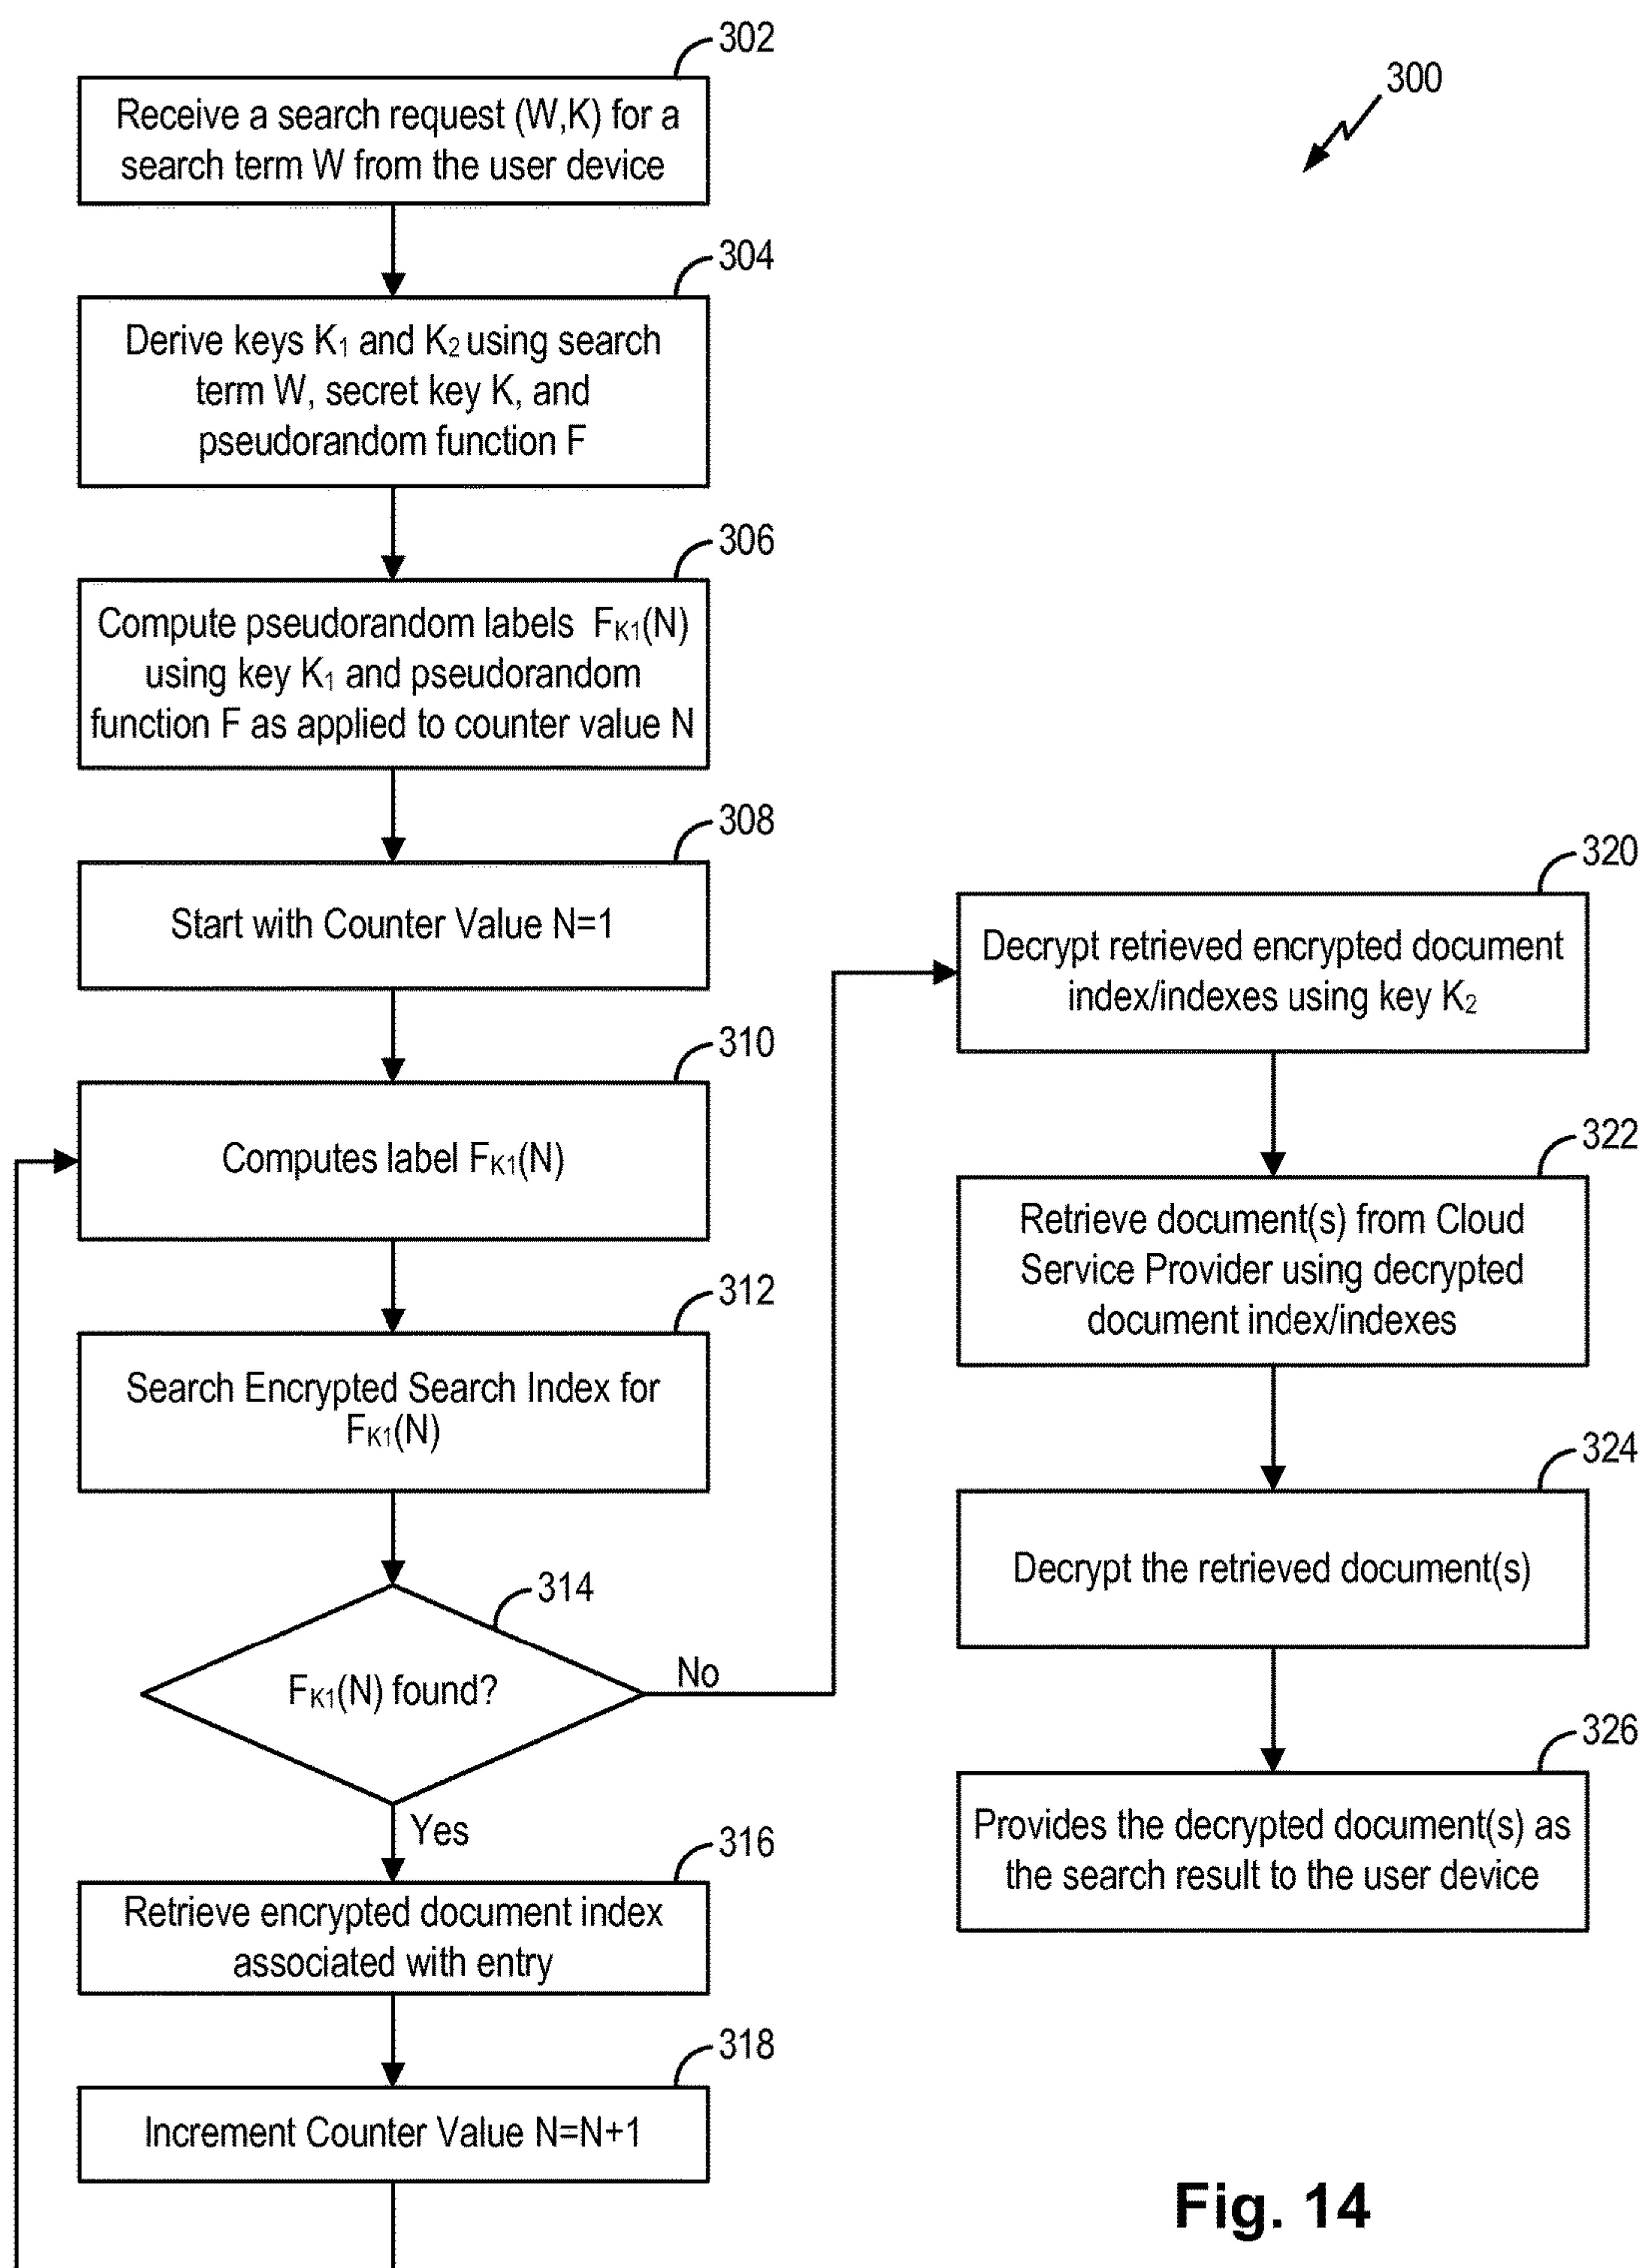 302
300
Receive a search request (W,K) for a
search term W from the user device
304
Derive keys K₁ and K₂ using search
term W, secret key K, and
pseudorandom function F
306
Compute pseudorandom labels F_K1(N)
using key K₁ and pseudorandom
function F as applied to counter value N
308
Start with Counter Value N=1
310
Computes label F_K1(N)
312
Search Encrypted Search Index for
F_K1(N)
314
F_K1(N) found?
No
Yes
316
Retrieve encrypted document index
associated with entry
318
Increment Counter Value N=N+1
320
Decrypt retrieved encrypted document
index/indexes using key K₂
322
Retrieve document(s) from Cloud
Service Provider using decrypted
document index/indexes
324
Decrypt the retrieved document(s)
326
Provides the decrypted document(s) as
the search result to the user device
Fig. 14